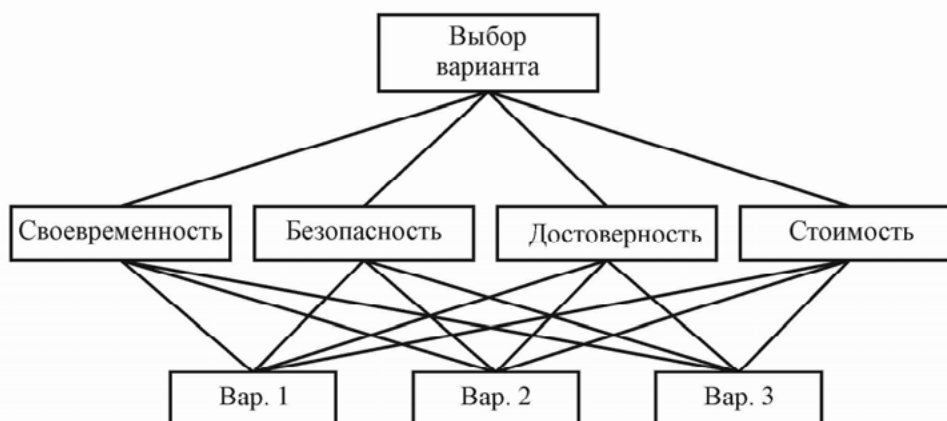 Выбор
варианта
Своевременность
Безопасность
Достоверность
Стоимость
Вар. 1
Вар. 2
Вар. 3